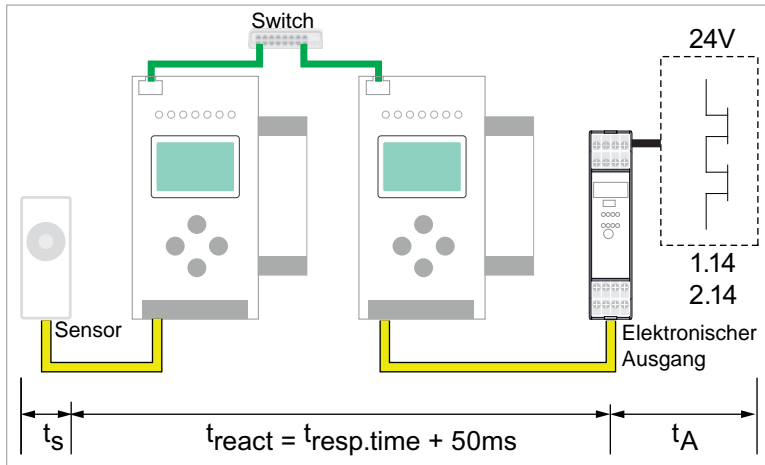 Switch
24V
1.14
2.14
Sensor
Elektronischer
Ausgang
tS
treact = tresp.time + 50ms
tA